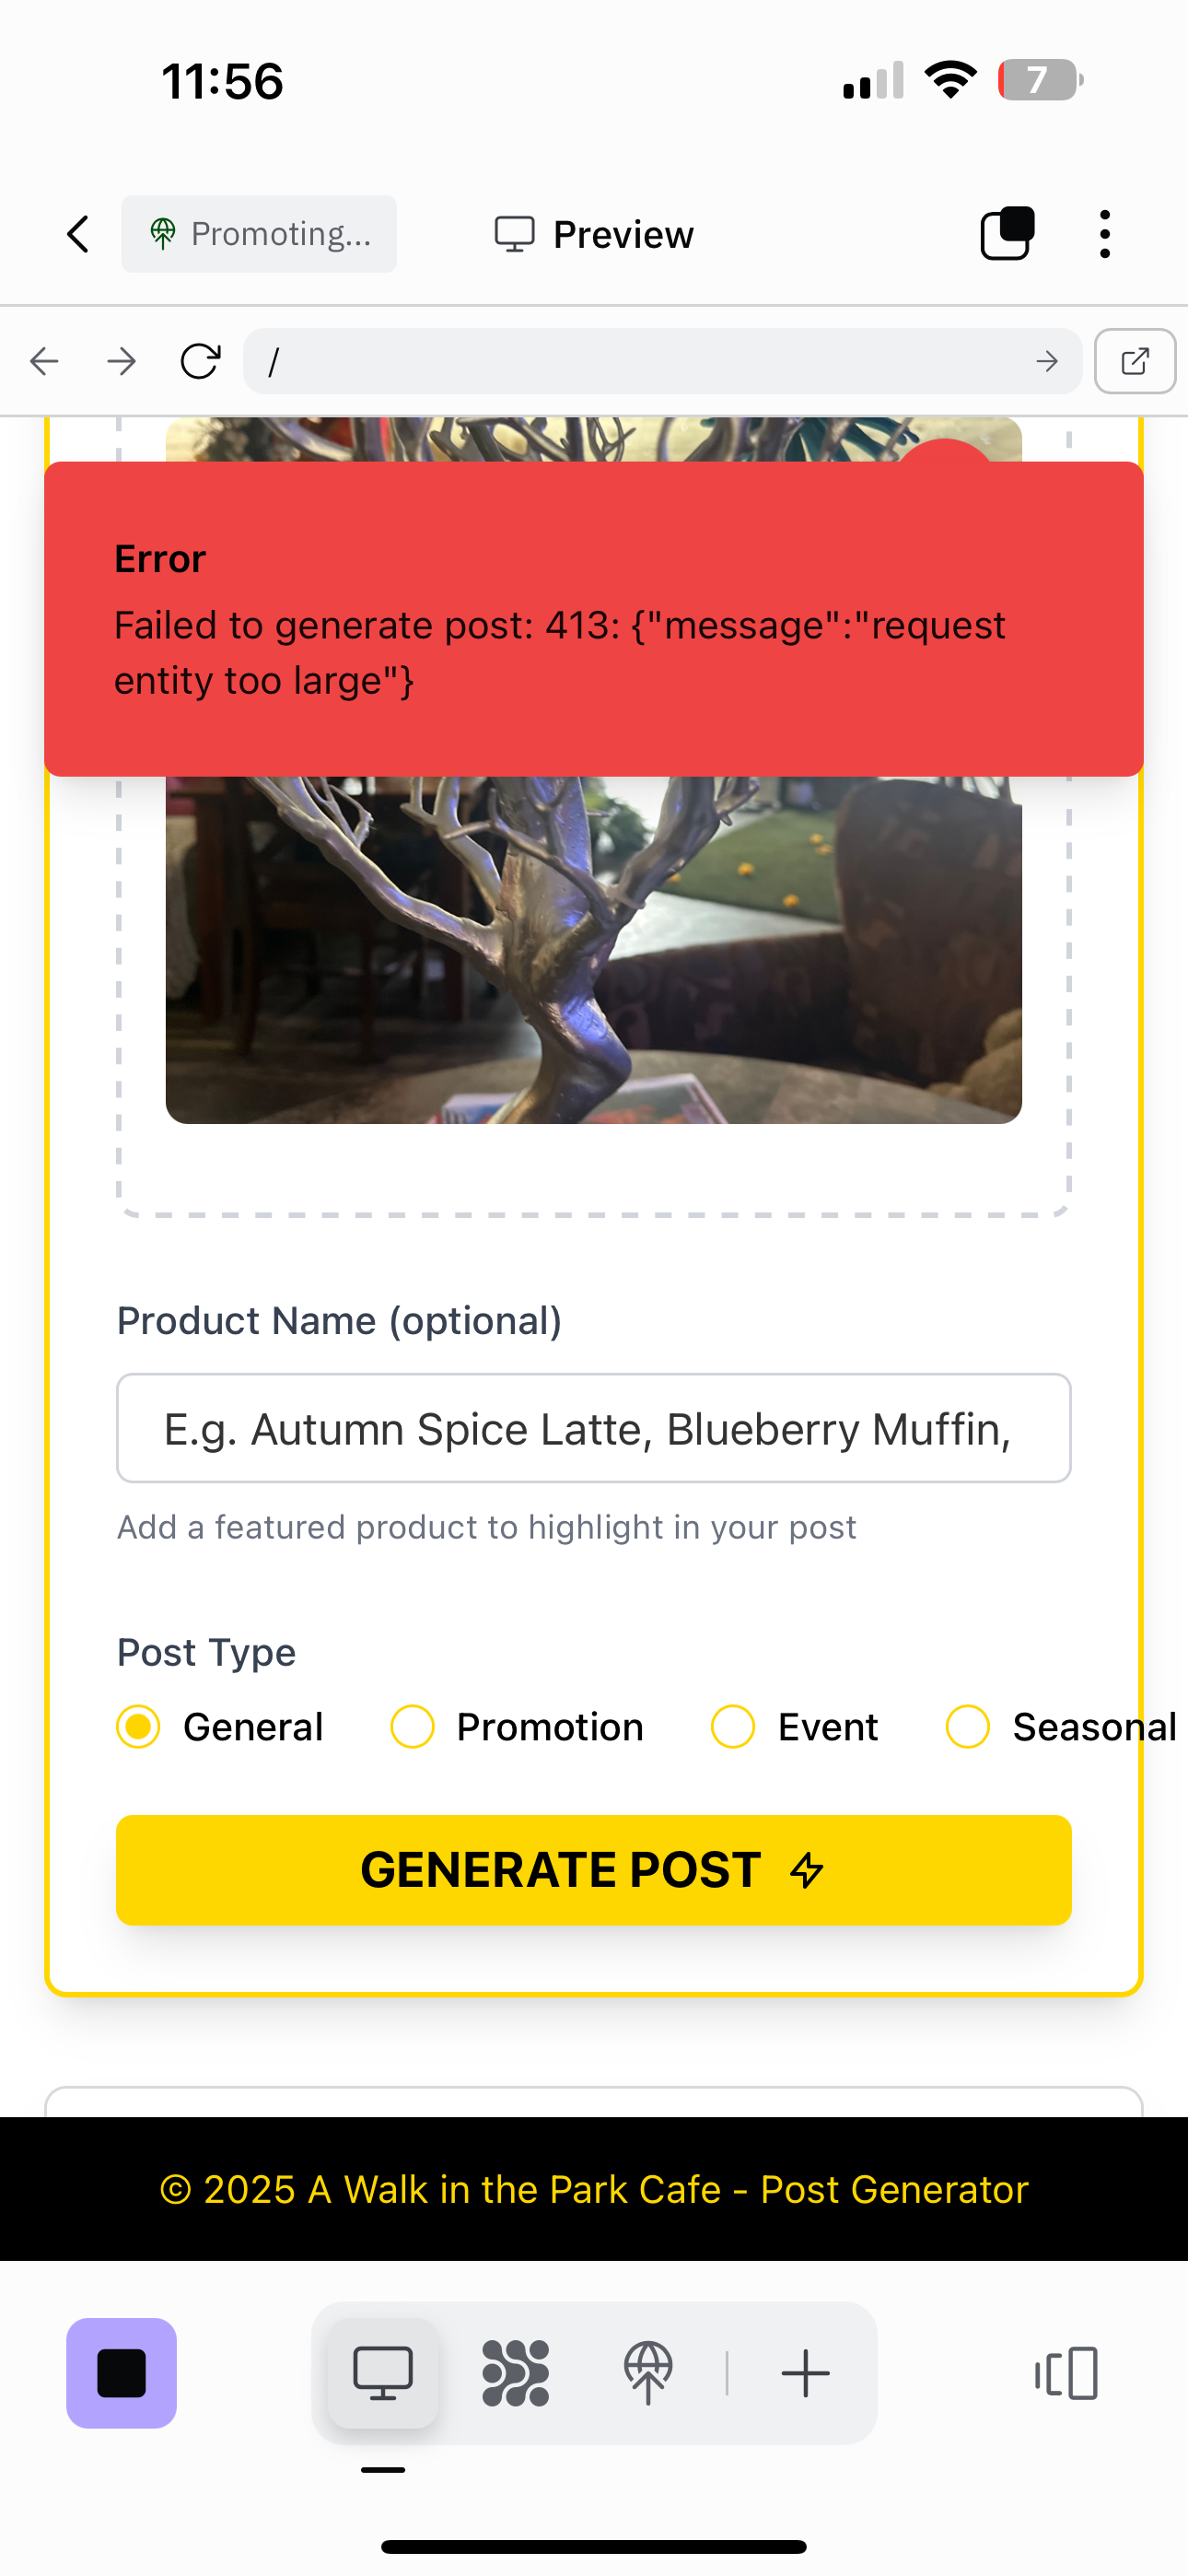 11:56
7
Promoting...
Preview
/
Error
Failed to generate post: 413: {"message":"request
entity too large"}
Product Name (optional)
E.g. Autumn Spice Latte, Blueberry Muffin,
Add a featured product to highlight in your post
Post Type
General
Promotion
Event
Seasonal
GENERATE POST
© 2025 A Walk in the Park Cafe - Post Generator